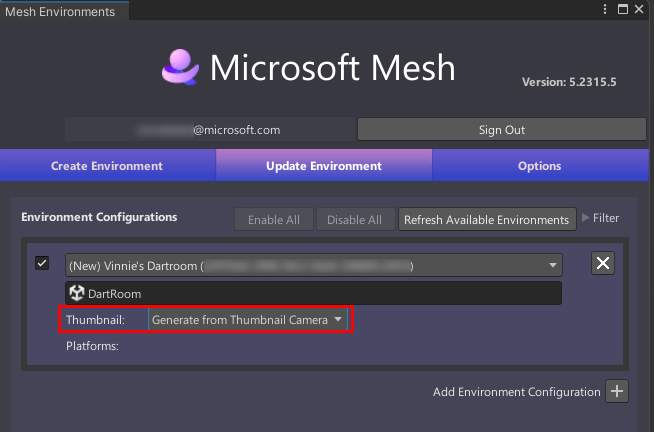 Mesh Environments
Microsoft Mesh
Version: 5.2315.5
@microsoft.com
Sign Out
Create Environment
Update Environment
Options
Environment Configurations
Enable All
Disable All
Refresh Available Environments
Filter
(New) Vinnie's Dartroom ( )
DartRoom
Thumbnail:
Generate from Thumbnail Camera
Platforms:
Add Environment Configuration